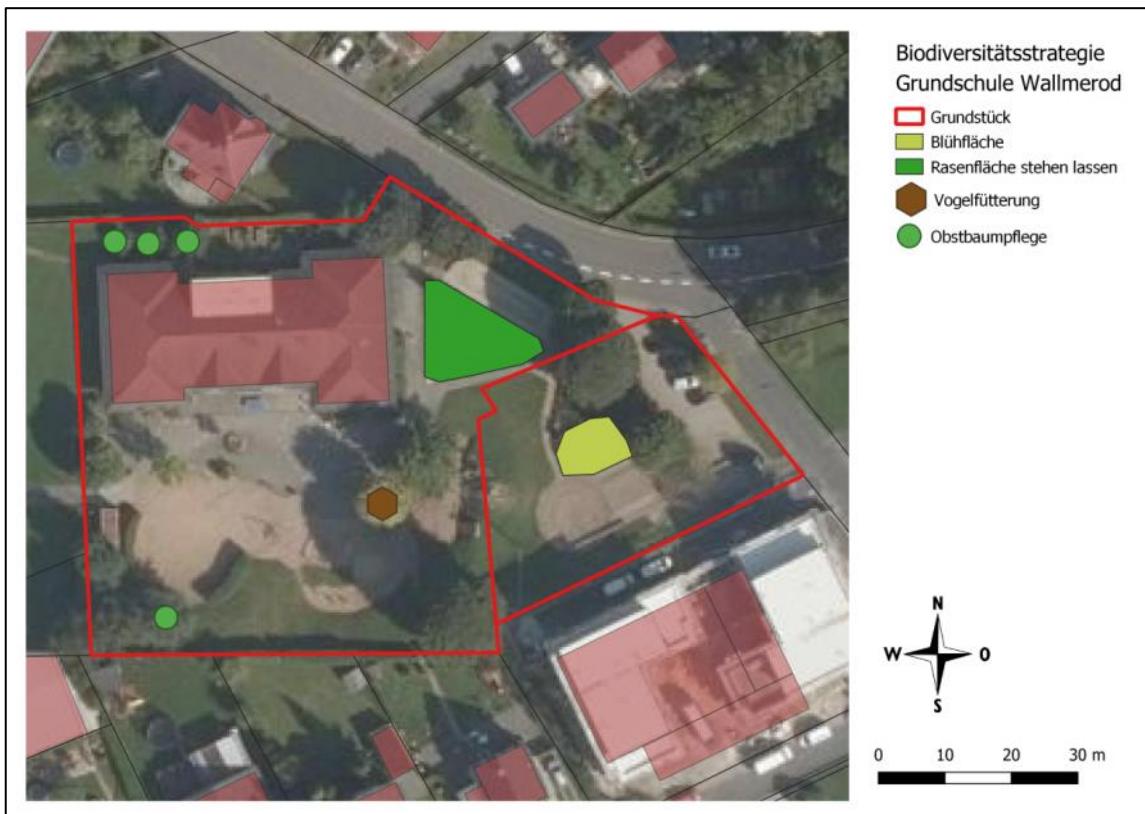 Biodiversitätsstrategie
Grundschule Wallmerod
Grundstück
Blühfläche
Rasenfläche stehen lassen
Vogelfütterung
Obstbaumpflege
N
W O
S
0 10 20 30 m